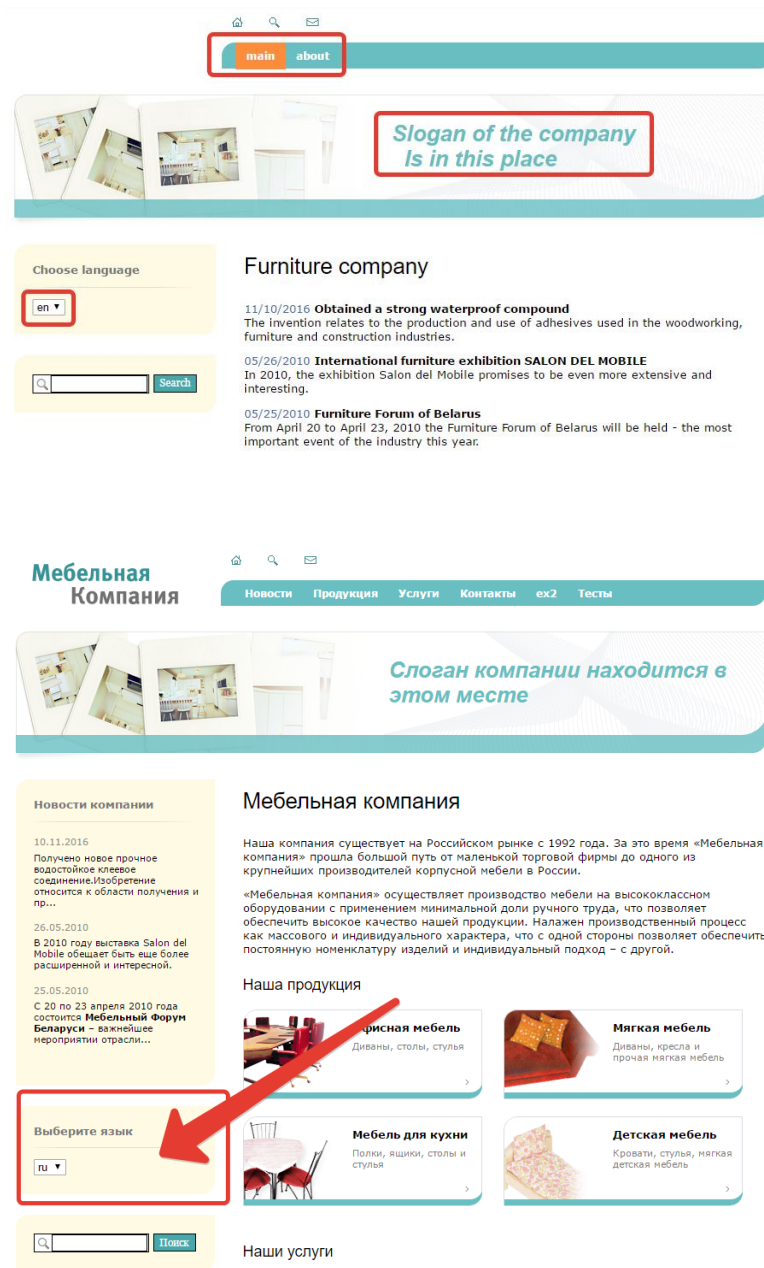 main about
Slogan of the company
Is in this place
Choose language
en
Search
Furniture company
11/10/2016 Obtained a strong waterproof compound
The invention relates to the production and use of adhesives used in the woodworking,
furniture and construction industries.
05/26/2010 International furniture exhibition SALON DEL MOBILE
In 2010, the exhibition Salon del Mobile promises to be even more extensive and
interesting.
05/25/2010 Furniture Forum of Belarus
From April 20 to April 23, 2010 the Furniture Forum of Belarus will be held - the most
important event of the industry this year.
Мебельная
Компания
Новости Продукция Услуги Контакты ex2 Тесты
Слоган компании находится в
этом месте
Новости компании
10.11.2016
Получено новое прочное
водостойкое клеевое
соединение.Изобретение
относится к области получения и
пр...
26.05.2010
В 2010 году выставка Salon del
Mobile обещает быть еще более
расширенной и интересной.
25.05.2010
С 20 по 23 апреля 2010 года
состоится Мебельный Форум
Беларуси – важнейшее
мероприятии отрасли...
Выберите язык
ru
Поиск
Мебельная компания
Наша компания существует на Российском рынке с 1992 года. За это время «Мебельная
компания» прошла большой путь от маленькой торговой фирмы до одного из
крупнейших производителей корпусной мебели в России.
«Мебельная компания» осуществляет производство мебели на высококлассном
оборудовании с применением минимальной доли ручного труда, что позволяет
обеспечить высокое качество нашей продукции. Налажен производственный процесс
как массового и индивидуального характера, что с одной стороны позволяет обеспечить
постоянную номенклатуру изделий и индивидуальный подход – с другой.
Наша продукция
Офисная мебель
Диваны, столы, стулья
Мягкая мебель
Диваны, кресла и
прочая мягкая мебель
Мебель для кухни
Полки, ящики, столы и
стулья
Детская мебель
Кровати, стулья, мягкая
детская мебель
Наши услуги